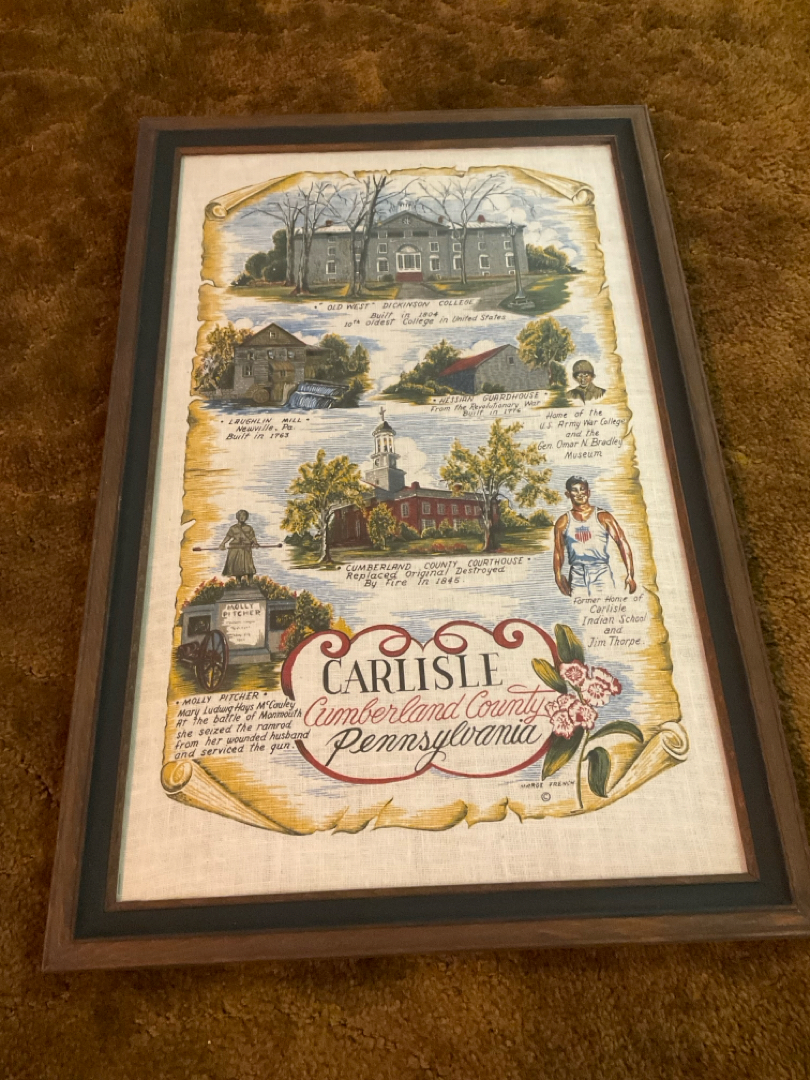 • "OLD WEST" DICKINSON COLLEGE •
Built in 1804
10th oldest College in United States
• LAUGHLIN MILL •
Newville, Pa.
Built in 1763
• HESSIAN GUARDHOUSE •
From the Revolutionary War
Built in 1776
Home of the
U.S. Army War College
and the
Gen. Omar N. Bradley
Museum
• CUMBERLAND COUNTY COURTHOUSE •
Replaced Original Destroyed
By Fire In 1845.
Former Home of
Carlisle
Indian School
and
Jim Thorpe
MOLLY
PITCHER
• MOLLY PITCHER •
Mary Ludwig Hays McCauley
At the battle of Monmouth
she seized the ramrod
from her wounded husband
and serviced the gun.
CARLISLE
Cumberland County
Pennsylvania
FRENCH
©